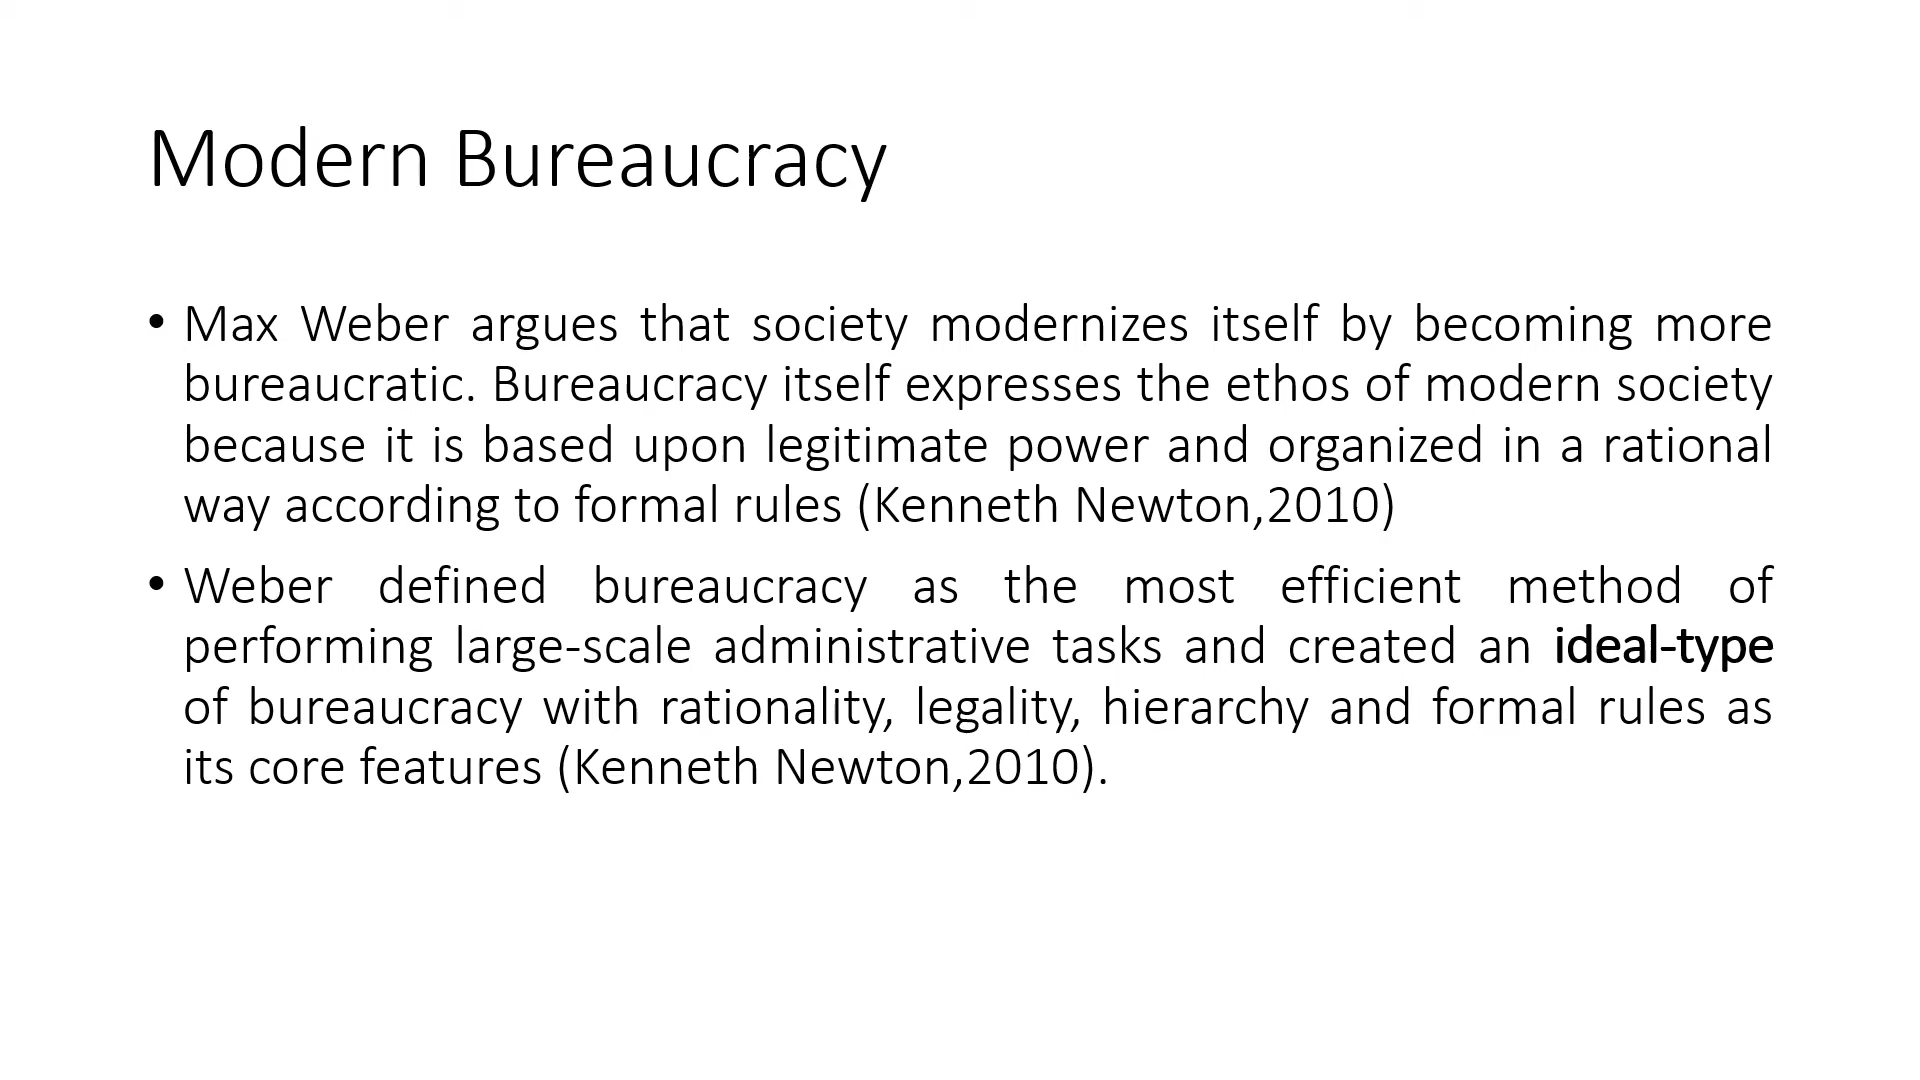 Modern Bureaucracy
• Max Weber argues that society modernizes itself by becoming more
bureaucratic. Bureaucracy itself expresses the ethos of modern society
because it is based upon legitimate power and organized in a rational
way according to formal rules (Kenneth Newton,2010)
• Weber defined bureaucracy as the most efficient method of
performing large-scale administrative tasks and created an ideal-type
of bureaucracy with rationality, legality, hierarchy and formal rules as
its core features (Kenneth Newton,2010).